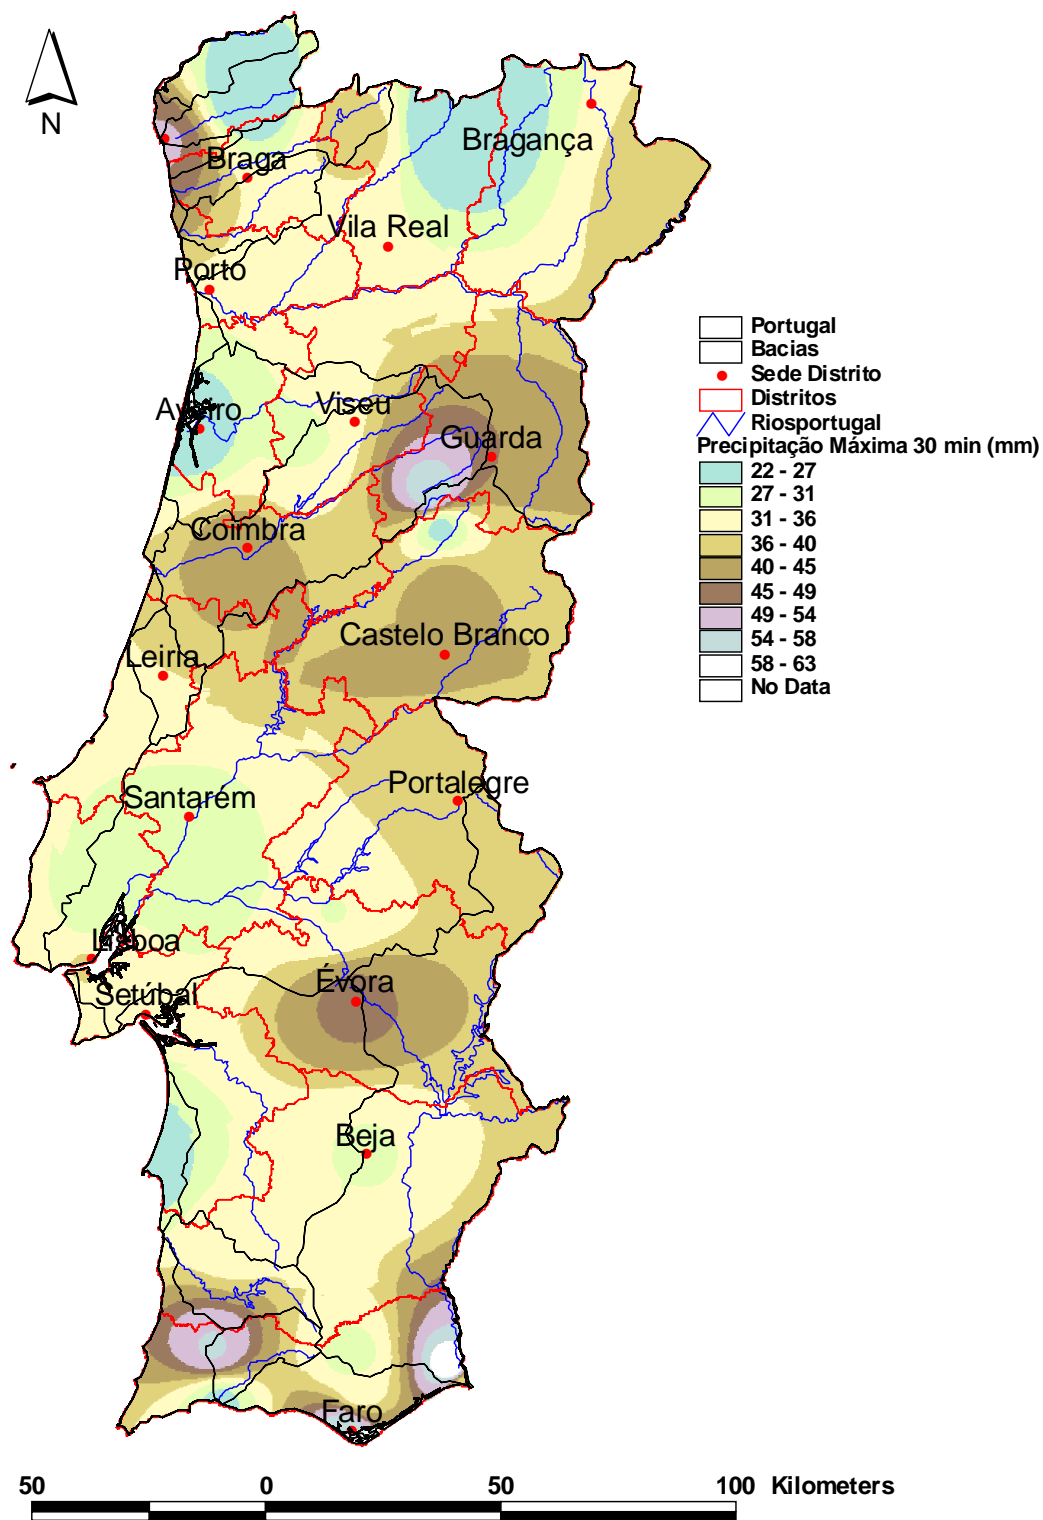 N
Bragança
Braga
Vila Real
Porto
Aveiro
Viseu
Guarda
Coimbra
Castelo Branco
Leiria
Portalegre
Santarem
Lisboa
Évora
Setúbal
Beja
Faro
Portugal
Bacias
Sede Distrito
Distritos
Riosportugal
Precipitação Máxima 30 min (mm)
22 - 27
27 - 31
31 - 36
36 - 40
40 - 45
45 - 49
49 - 54
54 - 58
58 - 63
No Data
50 0 50 100 Kilometers